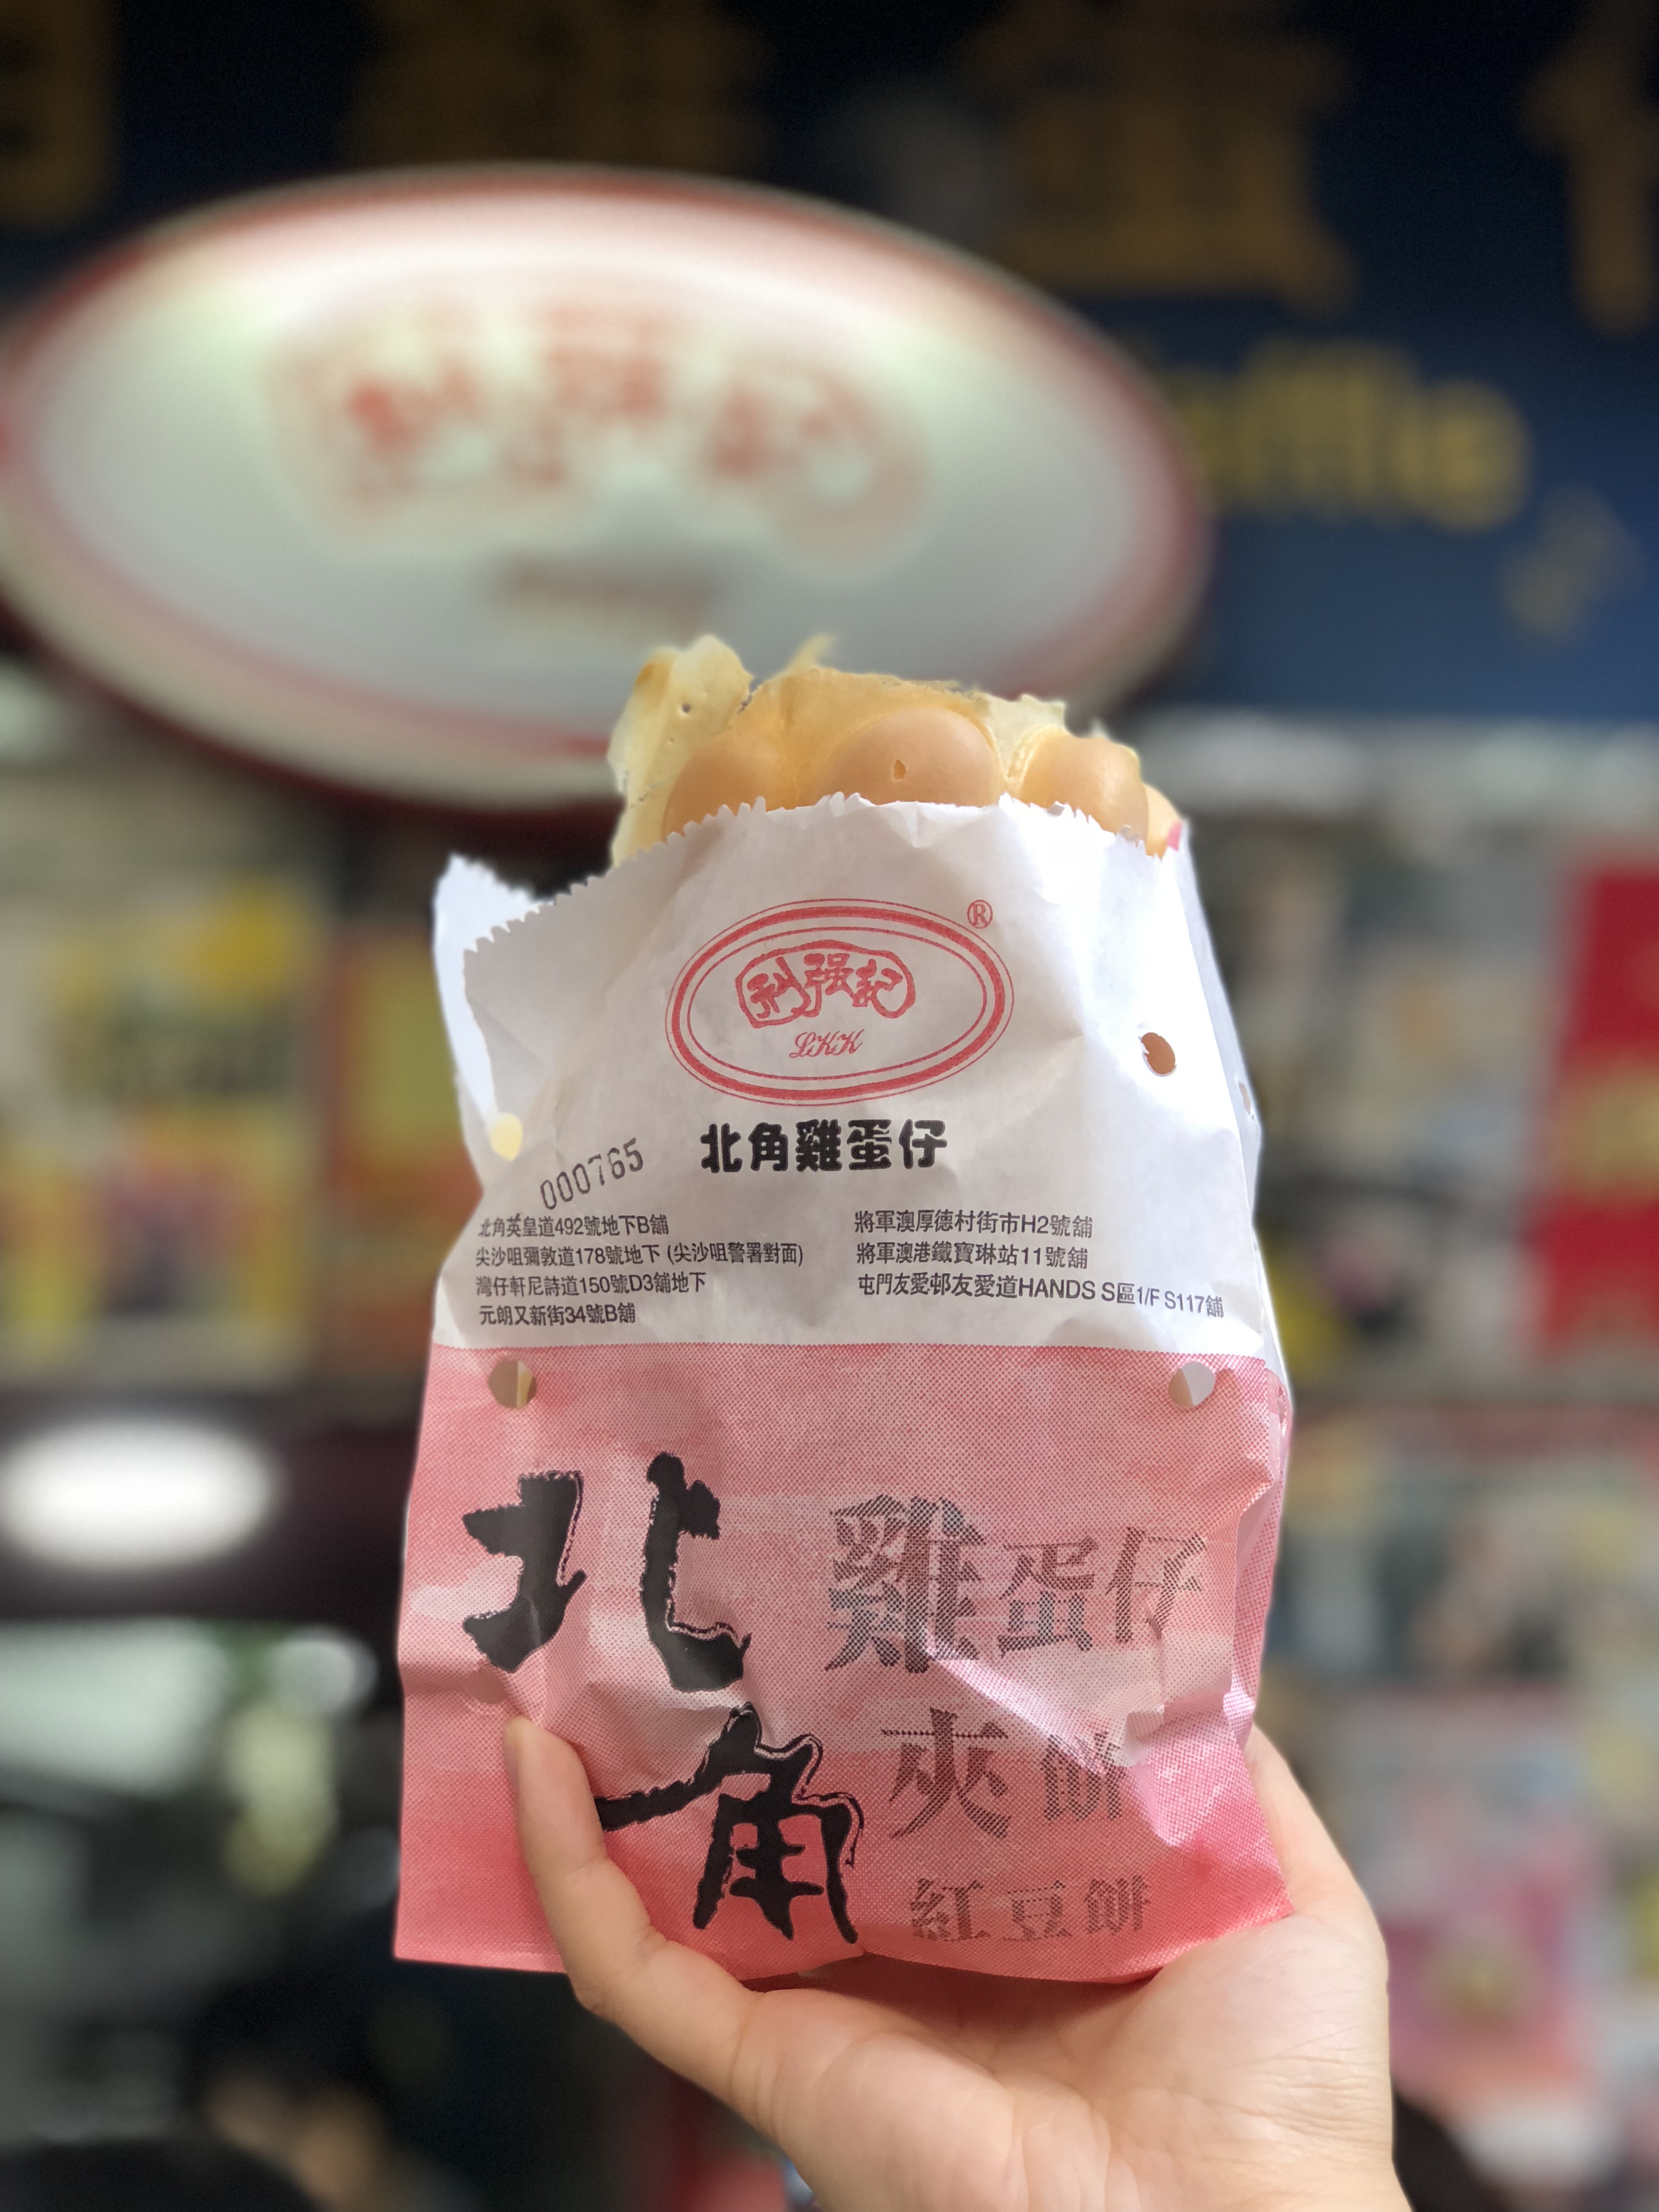 利强記
LKK
®
北角雞蛋仔
000765
北角英皇道492號地下B舖
尖沙咀彌敦道178號地下 (尖沙咀警署對面)
灣仔軒尼詩道150號D3舖地下
元朗又新街34號B舖
將軍澳厚德村街市H2號舖
將軍澳港鐵寶琳站11號舖
屯門友愛邨友愛道HANDS S區1/F S117舖
北角
雞蛋仔
夾餅
紅豆餅